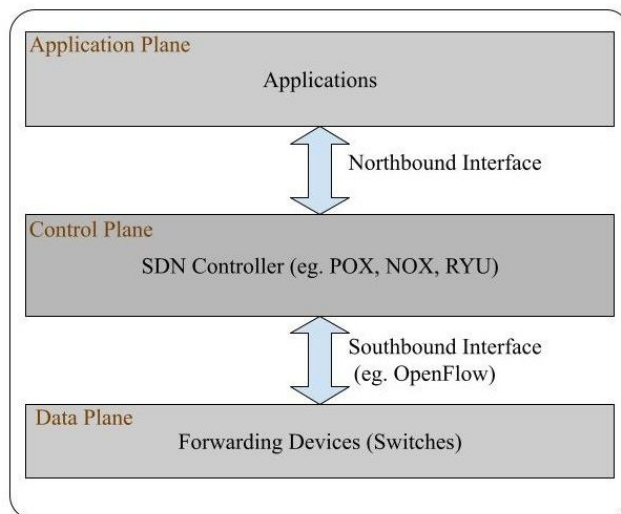 Application Plane
Applications
Northbound Interface
Control Plane
SDN Controller (eg. POX, NOX, RYU)
Southbound Interface
(eg. OpenFlow)
Data Plane
Forwarding Devices (Switches)